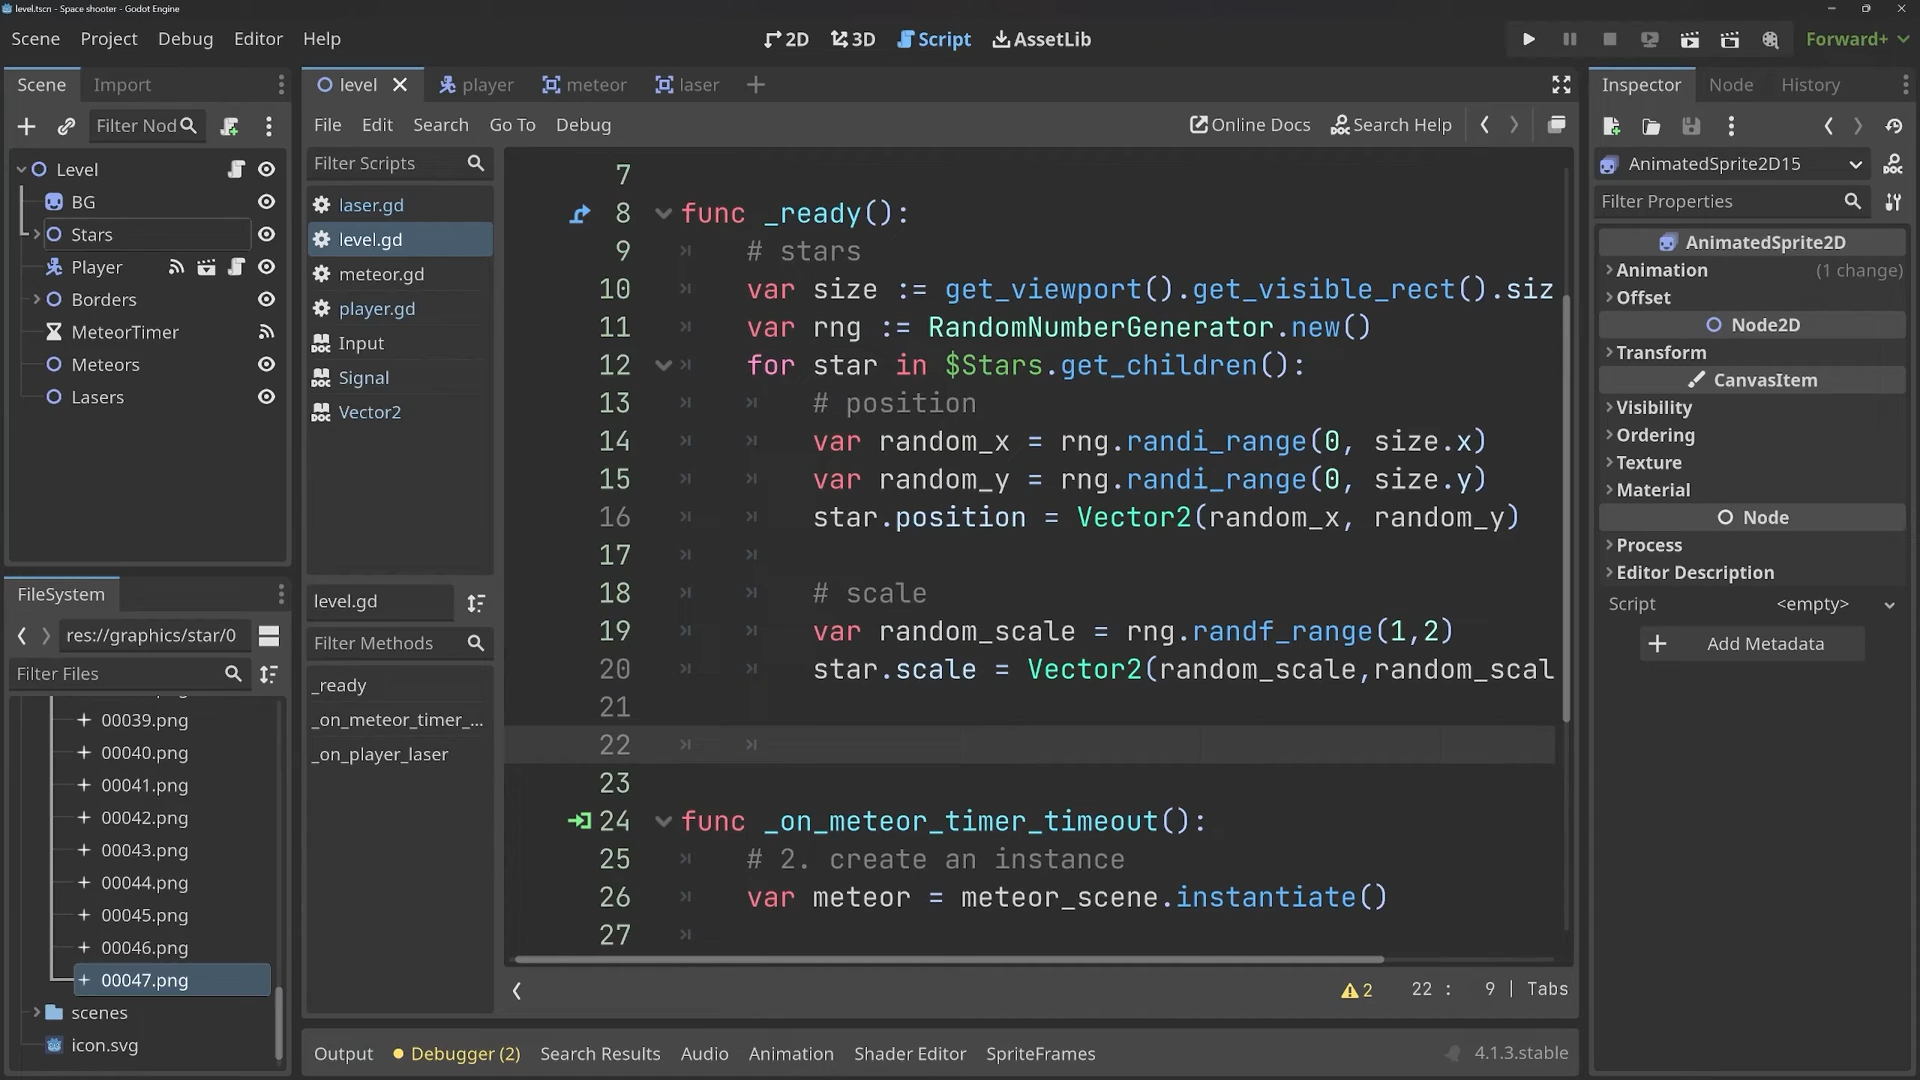 level.tscn - Space shooter - Godot Engine
Scene Project Debug Editor Help
2D 3D Script AssetLib
Forward+
Scene Import
level player meteor laser
Inspector Node History
Filter Nod
File Edit Search Go To Debug
Online Docs Search Help
Level
BG
Stars
Player
Borders
MeteorTimer
Meteors
Lasers
FileSystem
res://graphics/star/0
Filter Files
00039.png
00040.png
00041.png
00042.png
00043.png
00044.png
00045.png
00046.png
00047.png
scenes
icon.svg
Filter Scripts
laser.gd
level.gd
meteor.gd
player.gd
Input
Signal
Vector2
level.gd
Filter Methods
_ready
_on_meteor_timer_...
_on_player_laser
7
8 func _ready():
9 # stars
10 var size := get_viewport().get_visible_rect().siz
11 var rng := RandomNumberGenerator.new()
12 for star in $Stars.get_children():
13 # position
14 var random_x = rng.randi_range(0, size.x)
15 var random_y = rng.randi_range(0, size.y)
16 star.position = Vector2(random_x, random_y)
17
18 # scale
19 var random_scale = rng.randf_range(1,2)
20 star.scale = Vector2(random_scale,random_scal
21
22
23
24 func _on_meteor_timer_timeout():
25 # 2. create an instance
26 var meteor = meteor_scene.instantiate()
27
2 22 : 9 | Tabs
Output Debugger (2) Search Results Audio Animation Shader Editor SpriteFrames
4.1.3.stable
AnimatedSprite2D15
Filter Properties
AnimatedSprite2D
Animation (1 change)
Offset
Node2D
Transform
CanvasItem
Visibility
Ordering
Texture
Material
Node
Process
Editor Description
Script <empty>
Add Metadata